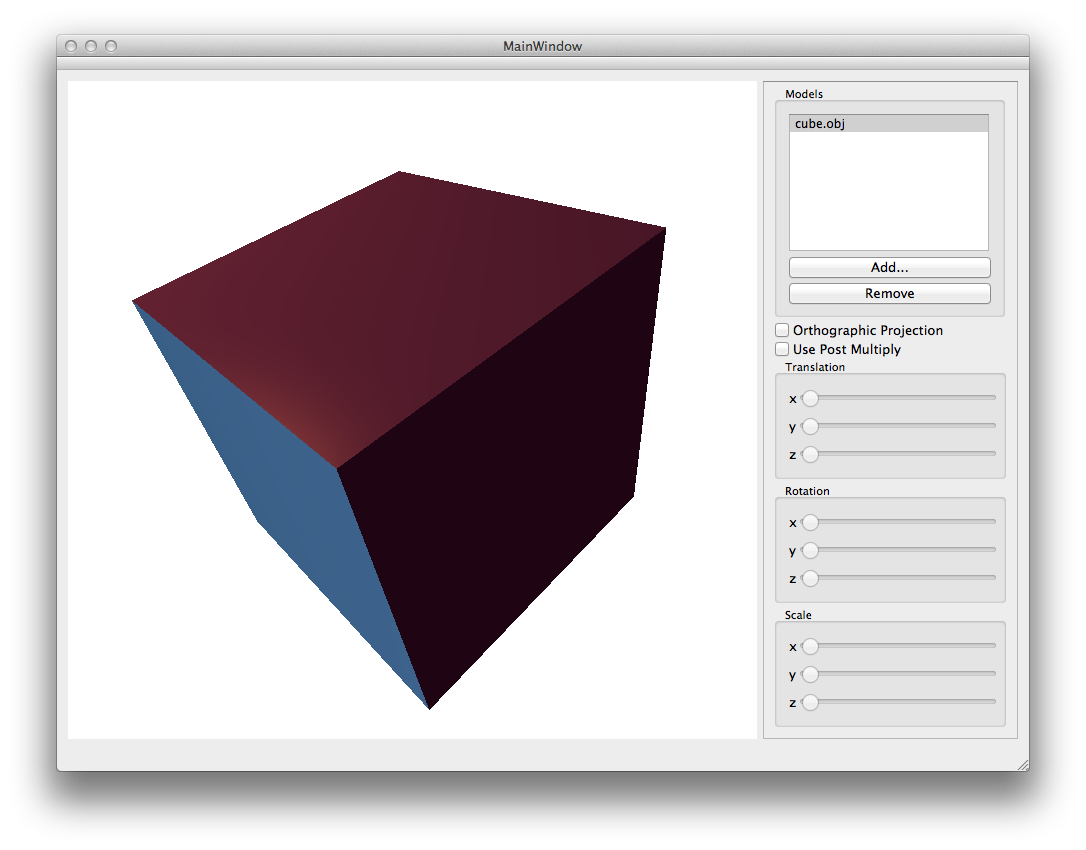 MainWindow
Models
cube.obj
Add...
Remove
Orthographic Projection
Use Post Multiply
Translation
x
y
z
Rotation
x
y
z
Scale
x
y
z